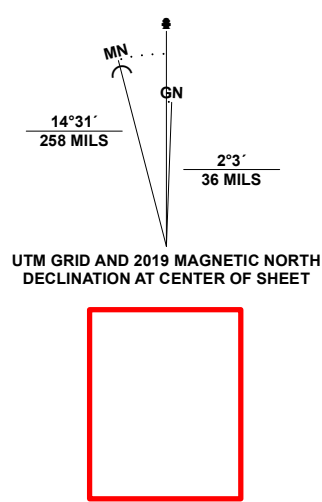 MN
GN
14°31´
258 MILS
2°3´
36 MILS
UTM GRID AND 2019 MAGNETIC NORTH
DECLINATION AT CENTER OF SHEET